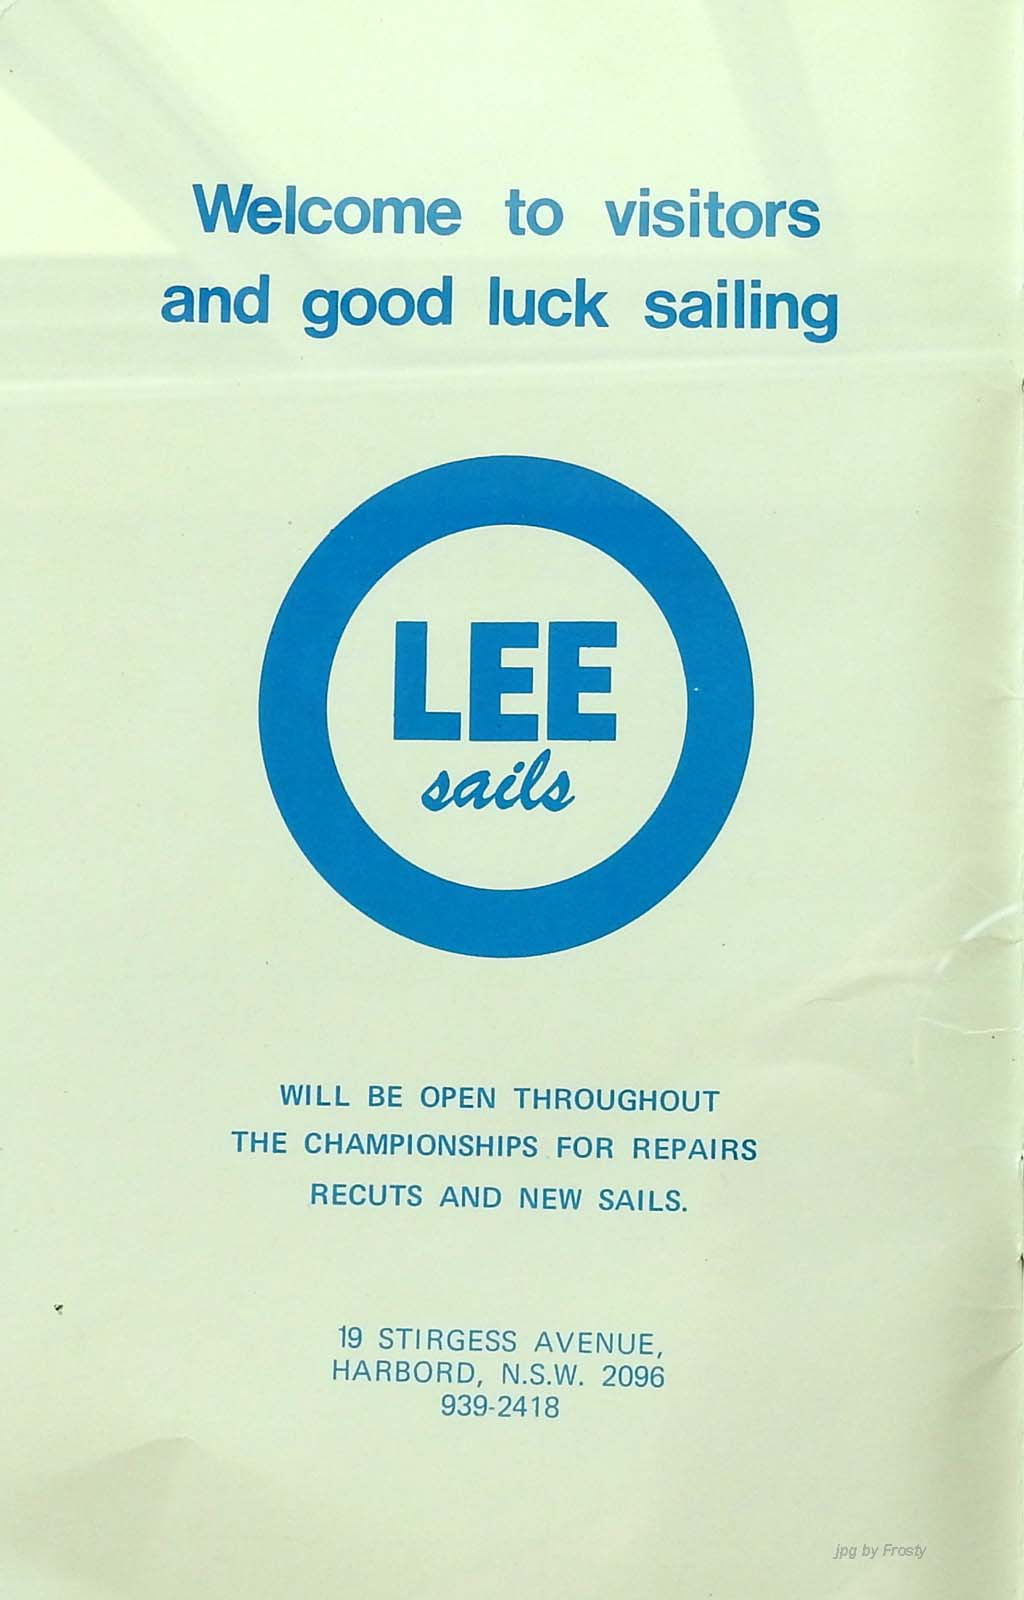 Welcome to visitors
and good luck sailing
LEE
sails
WILL BE OPEN THROUGHOUT
THE CHAMPIONSHIPS FOR REPAIRS
RECUTS AND NEW SAILS.
19 STIRGESS AVENUE,
HARBORD, N.S.W. 2096
939-2418
jpg by Frosty